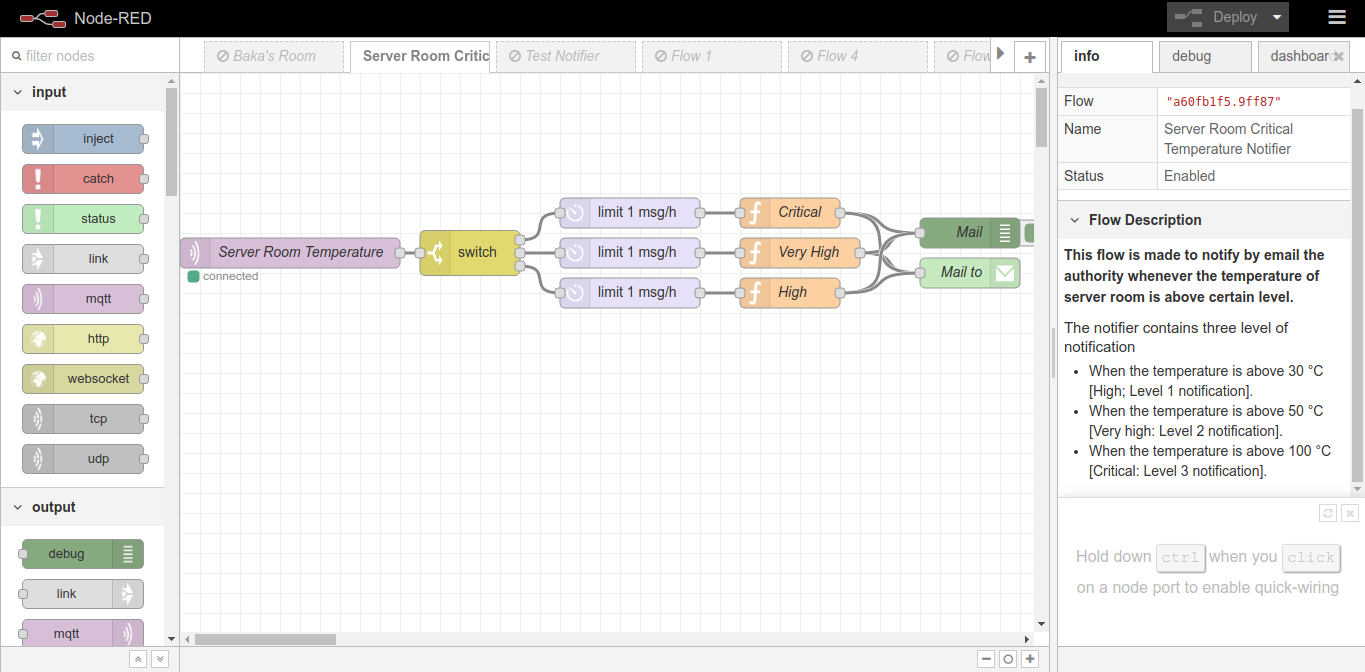 Node-RED
Deploy
filter nodes
Baka's Room
Server Room Critic
Test Notifier
Flow 1
Flow 4
Flow
info
debug
dashboar
input
inject
catch
status
link
mqtt
http
websocket
tcp
udp
output
debug
link
mqtt
Server Room Temperature
connected
switch
limit 1 msg/h
limit 1 msg/h
limit 1 msg/h
Critical
Very High
High
Mail
Mail to
Flow "a60fb1f5.9ff87"
Name Server Room Critical
Temperature Notifier
Status Enabled
Flow Description
This flow is made to notify by email the
authority whenever the temperature of
server room is above certain level.
The notifier contains three level of
notification
• When the temperature is above 30 °C
[High; Level 1 notification].
• When the temperature is above 50 °C
[Very high: Level 2 notification].
• When the temperature is above 100 °C
[Critical: Level 3 notification].
Hold down ctrl when you click
on a node port to enable quick-wiring